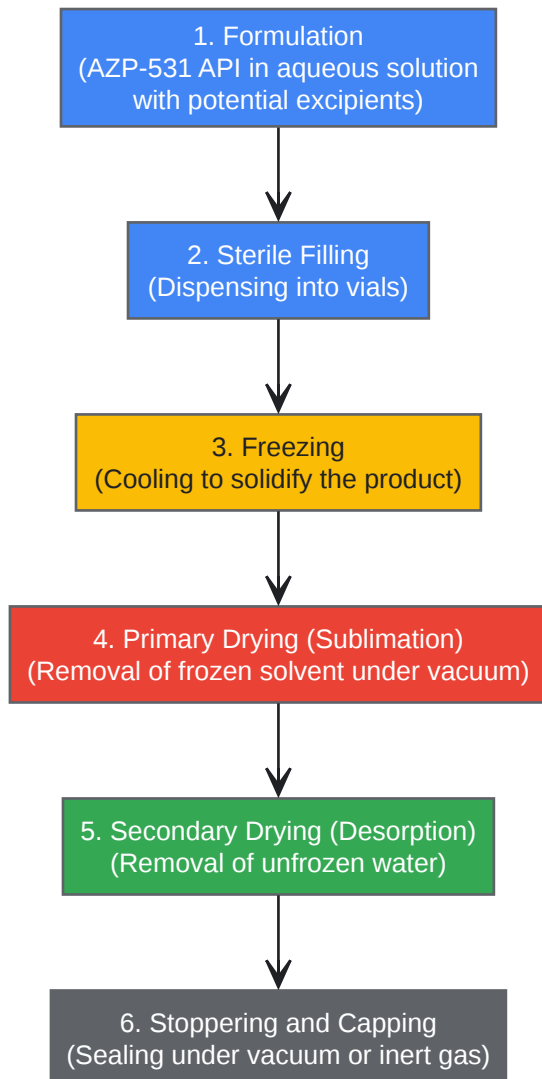 1. Formulation
(AZP-531 API in aqueous solution
with potential excipients)
2. Sterile Filling
(Dispensing into vials)
3. Freezing
(Cooling to solidify the product)
4. Primary Drying (Sublimation)
(Removal of frozen solvent under vacuum)
5. Secondary Drying (Desorption)
(Removal of unfrozen water)
6. Stoppering and Capping
(Sealing under vacuum or inert gas)